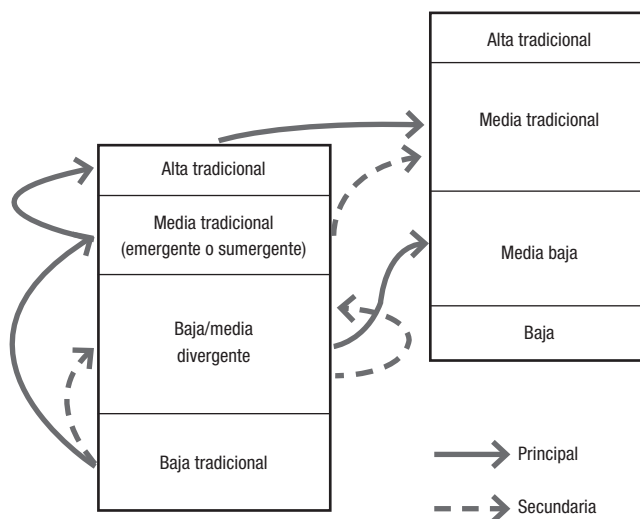 Alta tradicional
Media tradicional
(emergente o sumergente)
Baja/media
divergente
Baja tradicional
Alta tradicional
Media tradicional
Media baja
Baja
Principal
Secundaria